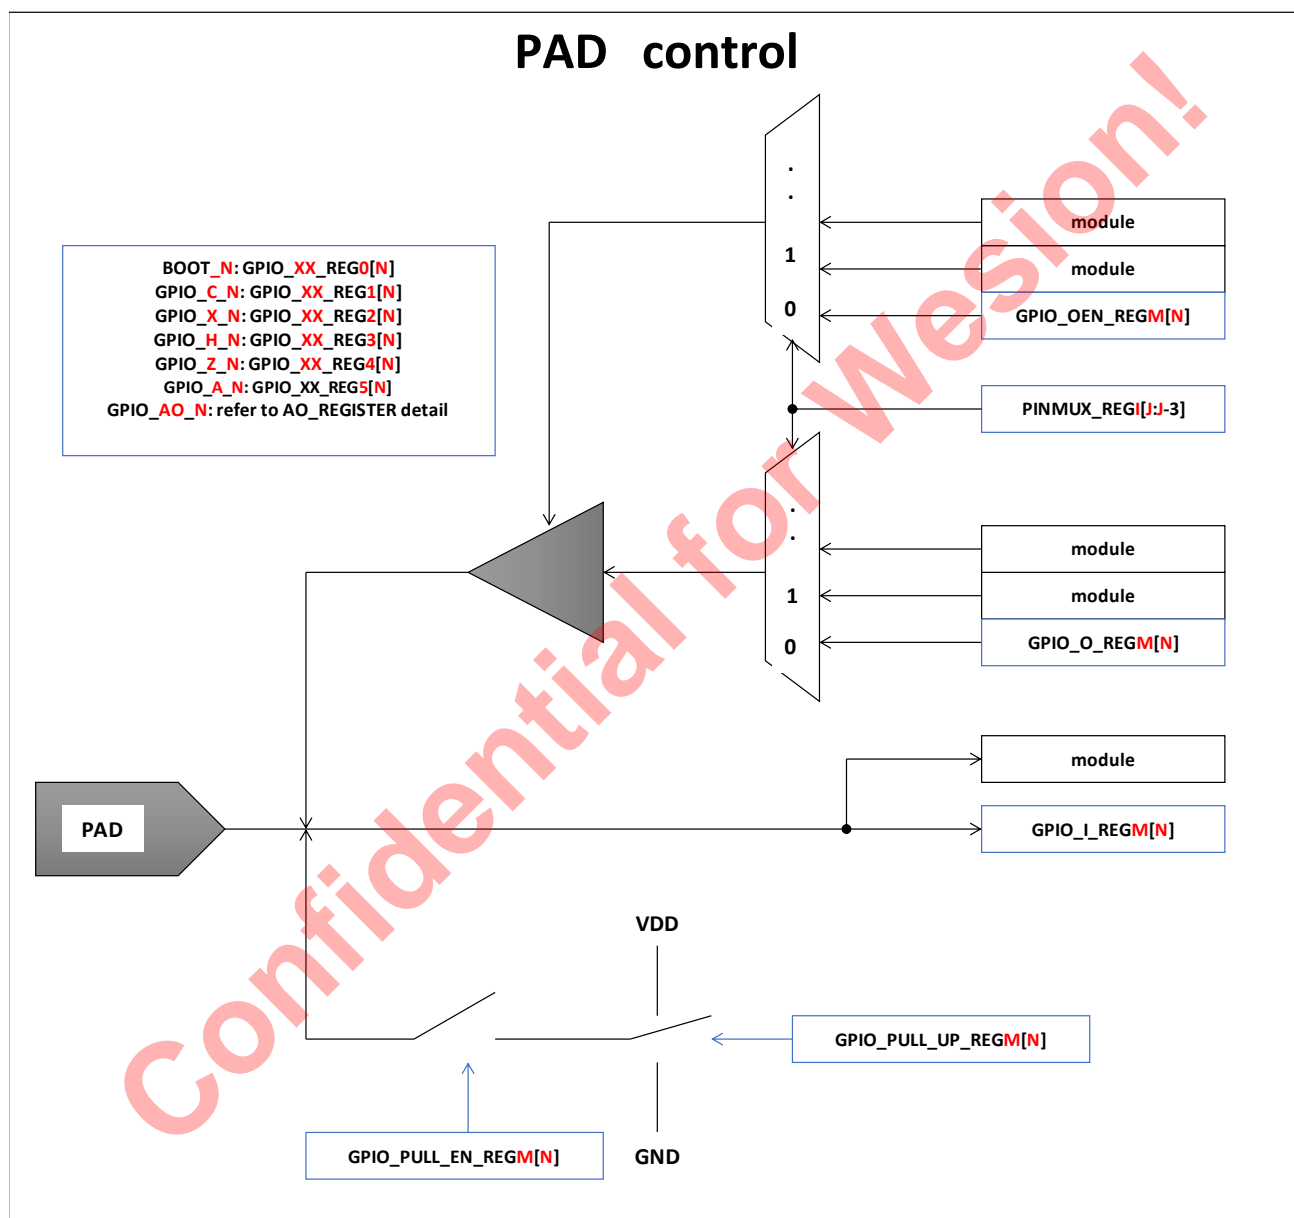 PAD control
.
.
1
0
module
module
GPIO_OEN_REGM[N]
BOOT_N: GPIO_XX_REG0[N]
GPIO_C_N: GPIO_XX_REG1[N]
GPIO_X_N: GPIO_XX_REG2[N]
GPIO_H_N: GPIO_XX_REG3[N]
GPIO_Z_N: GPIO_XX_REG4[N]
GPIO_A_N: GPIO_XX_REG5[N]
GPIO_AO_N: refer to AO_REGISTER detail
PINMUX_REGI[J:J-3]
.
.
1
0
module
module
GPIO_O_REGM[N]
module
PAD
GPIO_I_REGM[N]
VDD
GPIO_PULL_UP_REGM[N]
GPIO_PULL_EN_REGM[N]
GND
Confidential for Wesion!